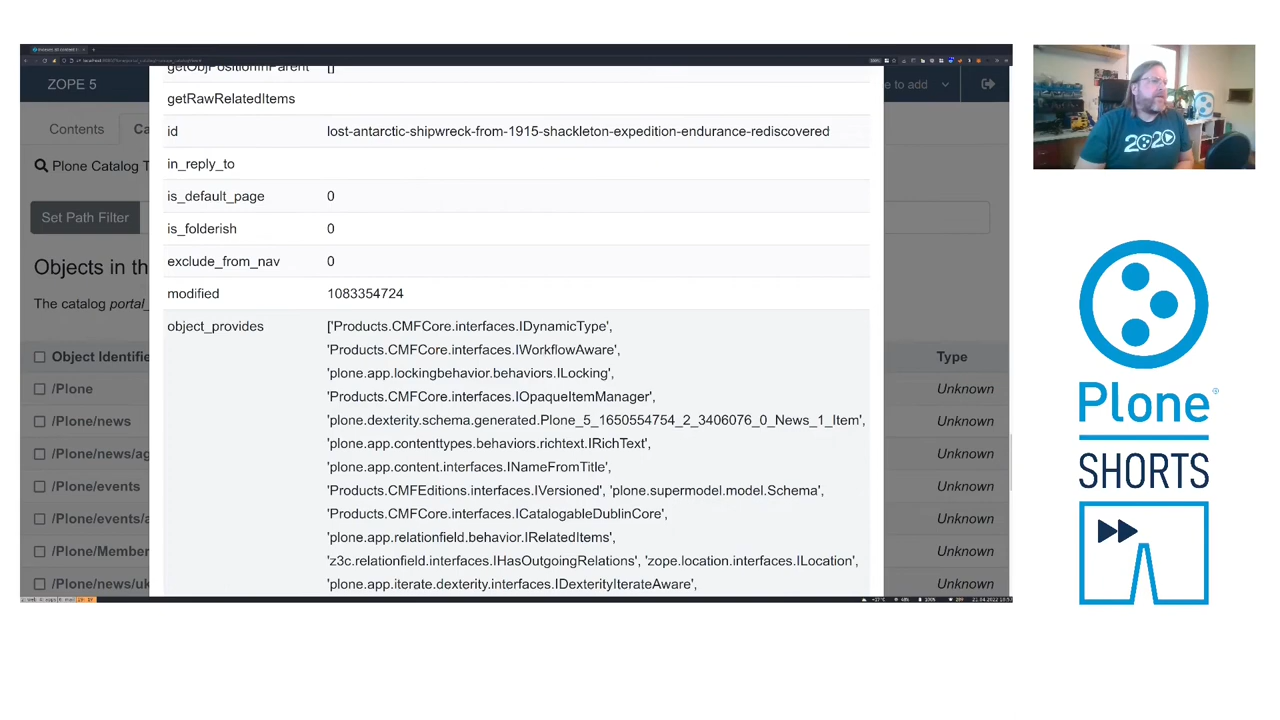 ZOPE 5
e to add
Contents
Ca
Plone Catalog T
Set Path Filter
Objects in th
The catalog portal_
Object Identifie
Type
/Plone
Unknown
/Plone/news
Unknown
/Plone/news/ag
Unknown
/Plone/events
Unknown
/Plone/events/a
Unknown
/Plone/Member
Unknown
/Plone/news/uk
Unknown
getObjPositionInParent []
getRawRelatedItems
id lost-antarctic-shipwreck-from-1915-shackleton-expedition-endurance-rediscovered
in_reply_to
is_default_page 0
is_folderish 0
exclude_from_nav 0
modified 1083354724
object_provides ['Products.CMFCore.interfaces.IDynamicType',
'Products.CMFCore.interfaces.IWorkflowAware',
'plone.app.lockingbehavior.behaviors.ILocking',
'Products.CMFCore.interfaces.IOpaqueItemManager',
'plone.dexterity.schema.generated.Plone_5_1650554754_2_3406076_0_News_1_Item',
'plone.app.contenttypes.behaviors.richtext.IRichText',
'plone.app.content.interfaces.INameFromTitle',
'Products.CMFEditions.interfaces.IVersioned', 'plone.supermodel.model.Schema',
'Products.CMFCore.interfaces.ICatalogableDublinCore',
'plone.app.relationfield.behavior.IRelatedItems',
'z3c.relationfield.interfaces.IHasOutgoingRelations', 'zope.location.interfaces.ILocation',
'plone.app.iterate.dexterity.interfaces.IDexterityIterateAware',
2020
Plone®
SHORTS